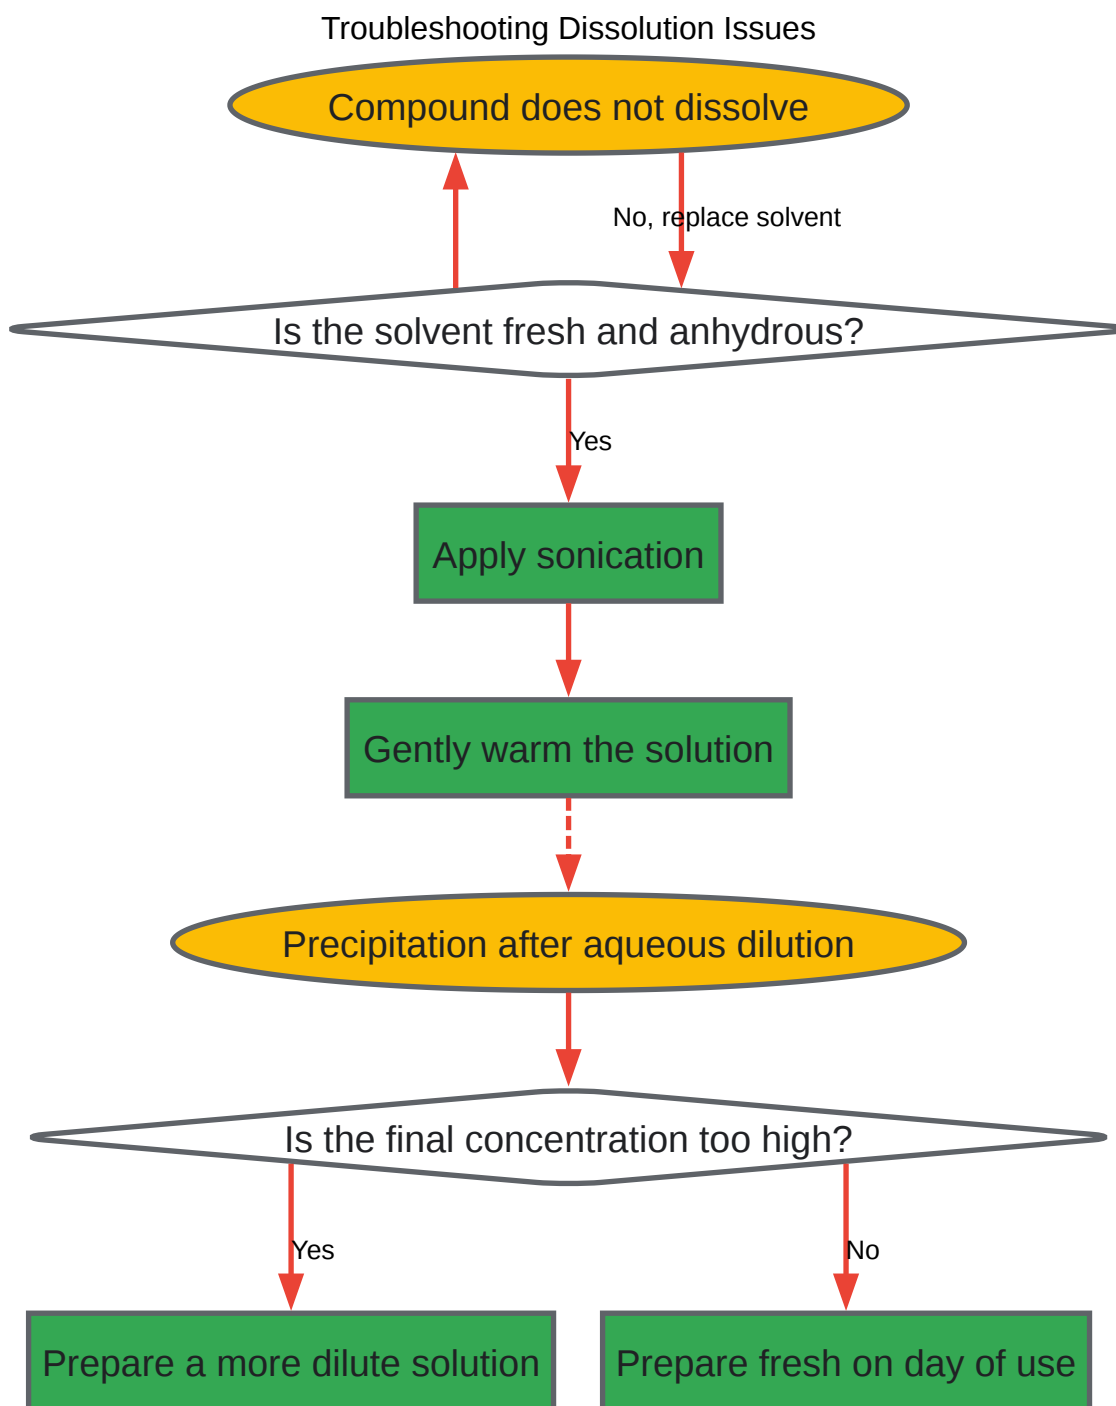 Troubleshooting Dissolution Issues
Compound does not dissolve
No, replace solvent
Is the solvent fresh and anhydrous?
Yes
Apply sonication
Gently warm the solution
Precipitation after aqueous dilution
Is the final concentration too high?
Yes
No
Prepare a more dilute solution
Prepare fresh on day of use